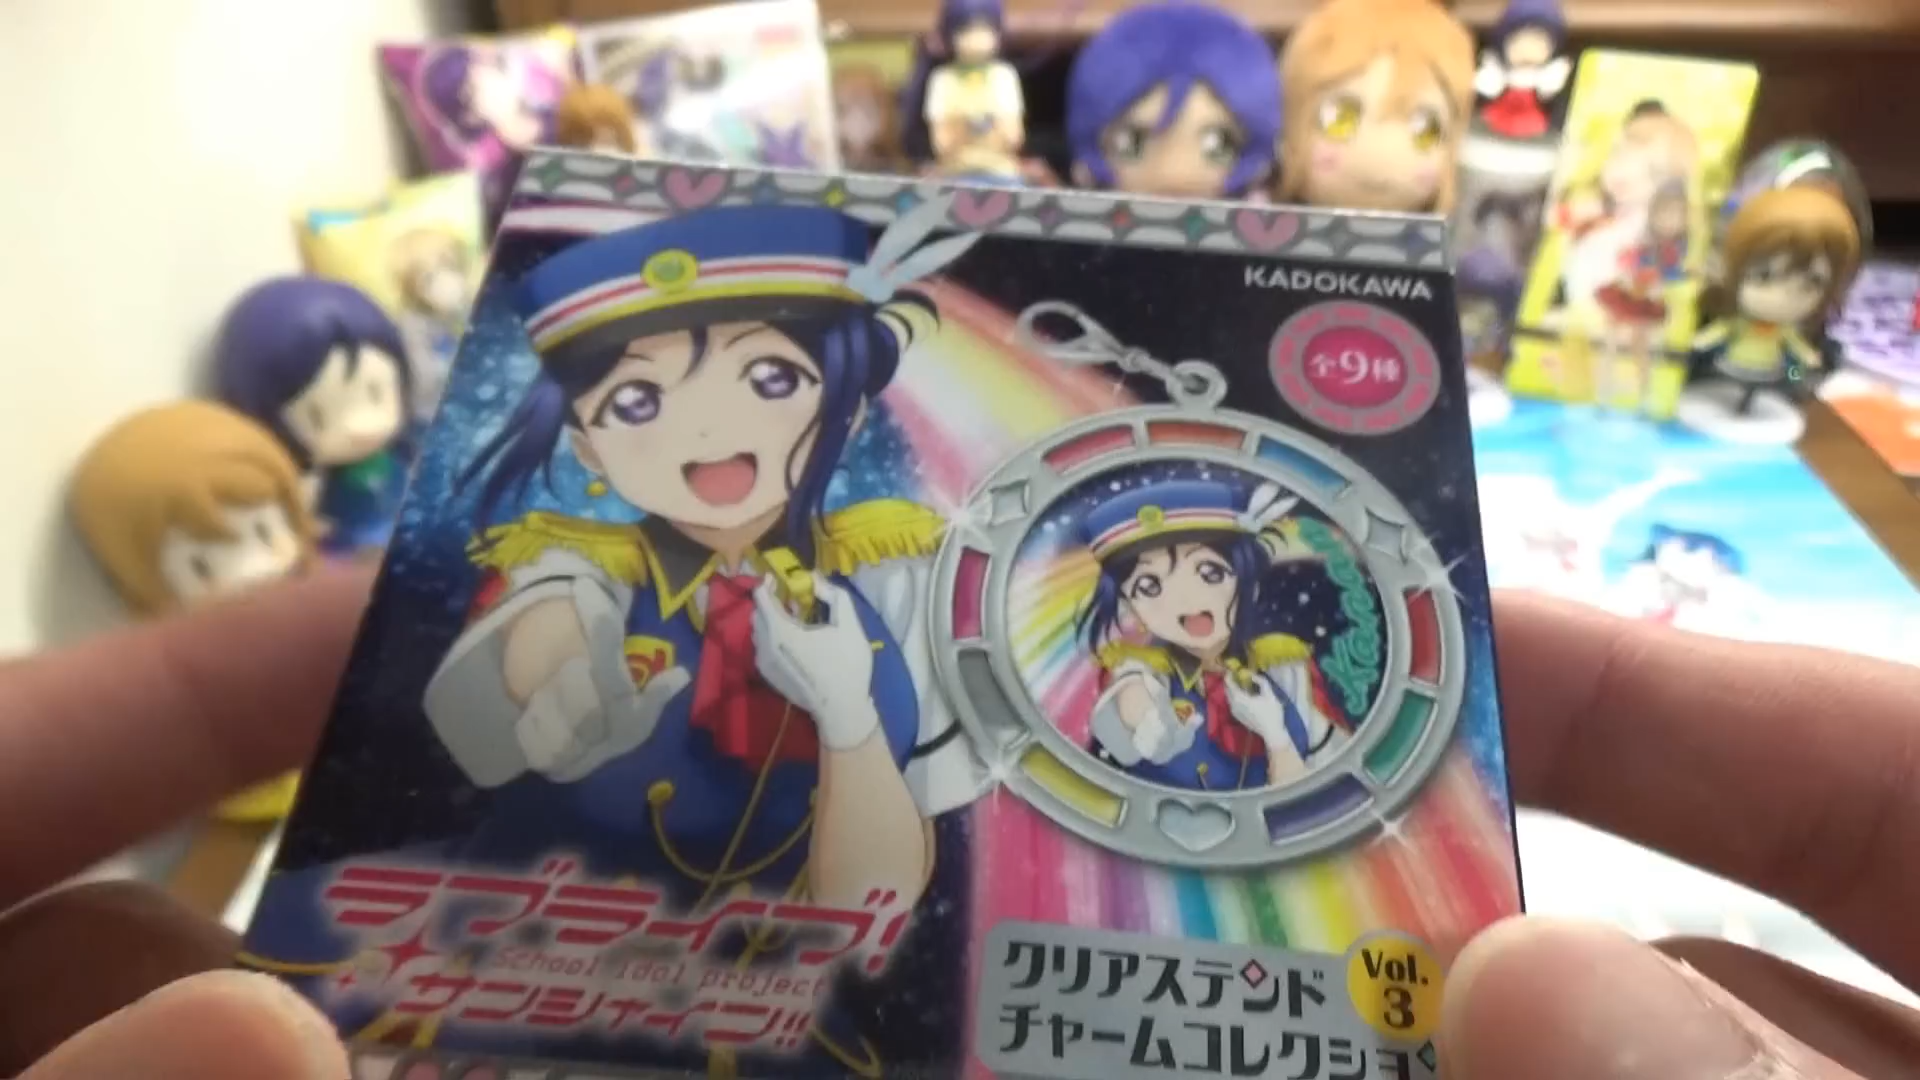 KADOKAWA
全9種
Kanan
ラブライブ!
School idol project
サンシャイン!!
クリアステンド
Vol.
3
チャームコレクショ